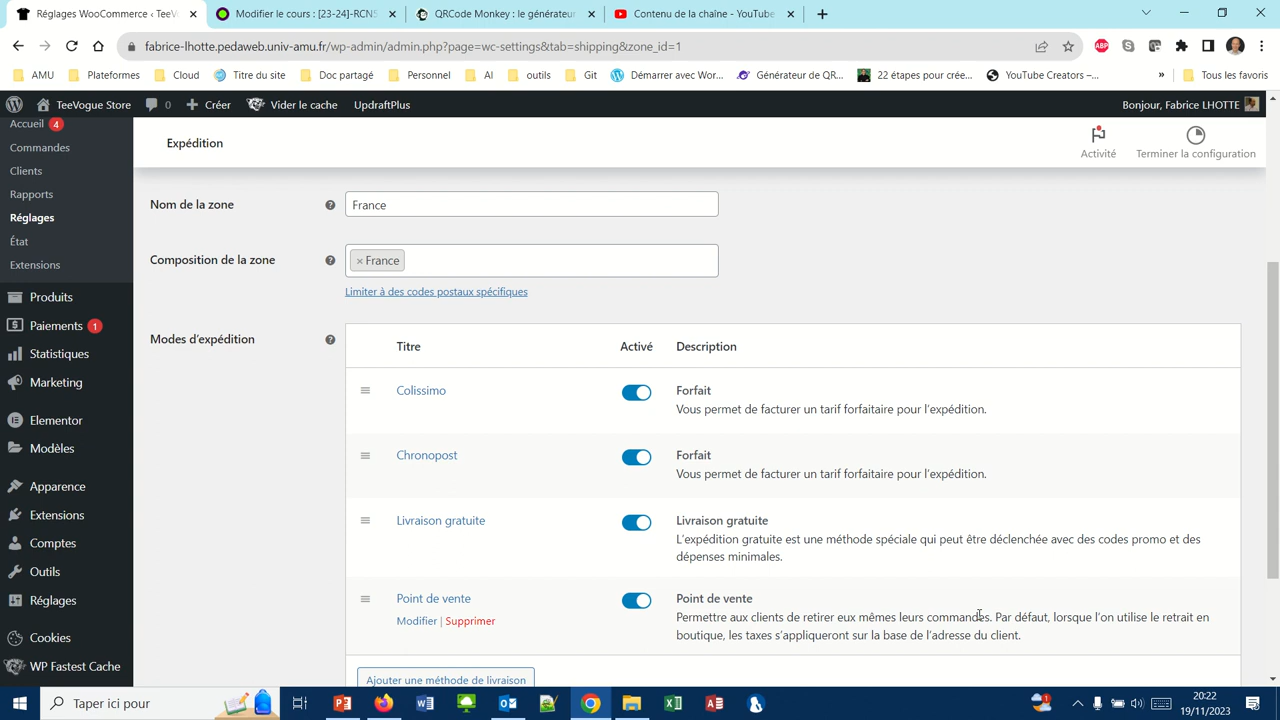 Réglages WooCommerce ‹ TeeV
Modifier le cours : [23-24]-RCNS
QRCode Monkey : le générateur
Contenu de la chaîne - YouTube
fabrice-lhotte.pedaweb.univ-amu.fr/wp-admin/admin.php?page=wc-settings&tab=shipping&zone_id=1
AMU
Plateformes
Cloud
Titre du site
Doc partagé
Personnel
AI
outils
Git
Démarrer avec Wor...
Générateur de QR...
22 étapes pour crée...
YouTube Creators –...
»
Tous les favoris
TeeVogue Store
0
Créer
Vider le cache
UpdraftPlus
Bonjour, Fabrice LHOTTE
Accueil 4
Commandes
Clients
Rapports
Réglages
État
Extensions
Produits
Paiements 1
Statistiques
Marketing
Elementor
Modèles
Apparence
Extensions
Comptes
Outils
Réglages
Cookies
WP Fastest Cache
Expédition
Activité
Terminer la configuration
Nom de la zone
France
Composition de la zone
× France
Limiter à des codes postaux spécifiques
Modes d'expédition
Titre
Activé
Description
Colissimo
Forfait
Vous permet de facturer un tarif forfaitaire pour l'expédition.
Chronopost
Forfait
Vous permet de facturer un tarif forfaitaire pour l'expédition.
Livraison gratuite
Livraison gratuite
L'expédition gratuite est une méthode spéciale qui peut être déclenchée avec des codes promo et des
dépenses minimales.
Point de vente
Modifier | Supprimer
Point de vente
Permettre aux clients de retirer eux mêmes leurs commandes. Par défaut, lorsque l'on utilise le retrait en
boutique, les taxes s'appliqueront sur la base de l'adresse du client.
Ajouter une méthode de livraison
Taper ici pour
20:22
19/11/2023